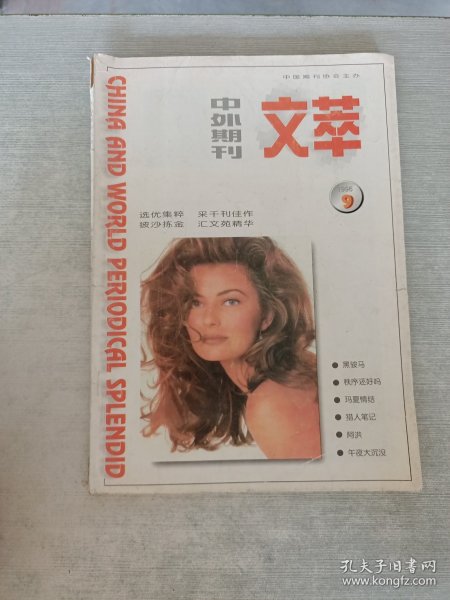 中国期刊协会主办
中外期刊
文萃
1996
9
选优集粹 采千刊佳作
披沙拣金 汇文苑精华
CHINA AND WORLD PERIODICAL SPLENDID
黑骏马
秩序还好吗
玛夏情结
猎人笔记
阿洪
午夜大沉没
孔夫子旧书网
www.kongfz.com